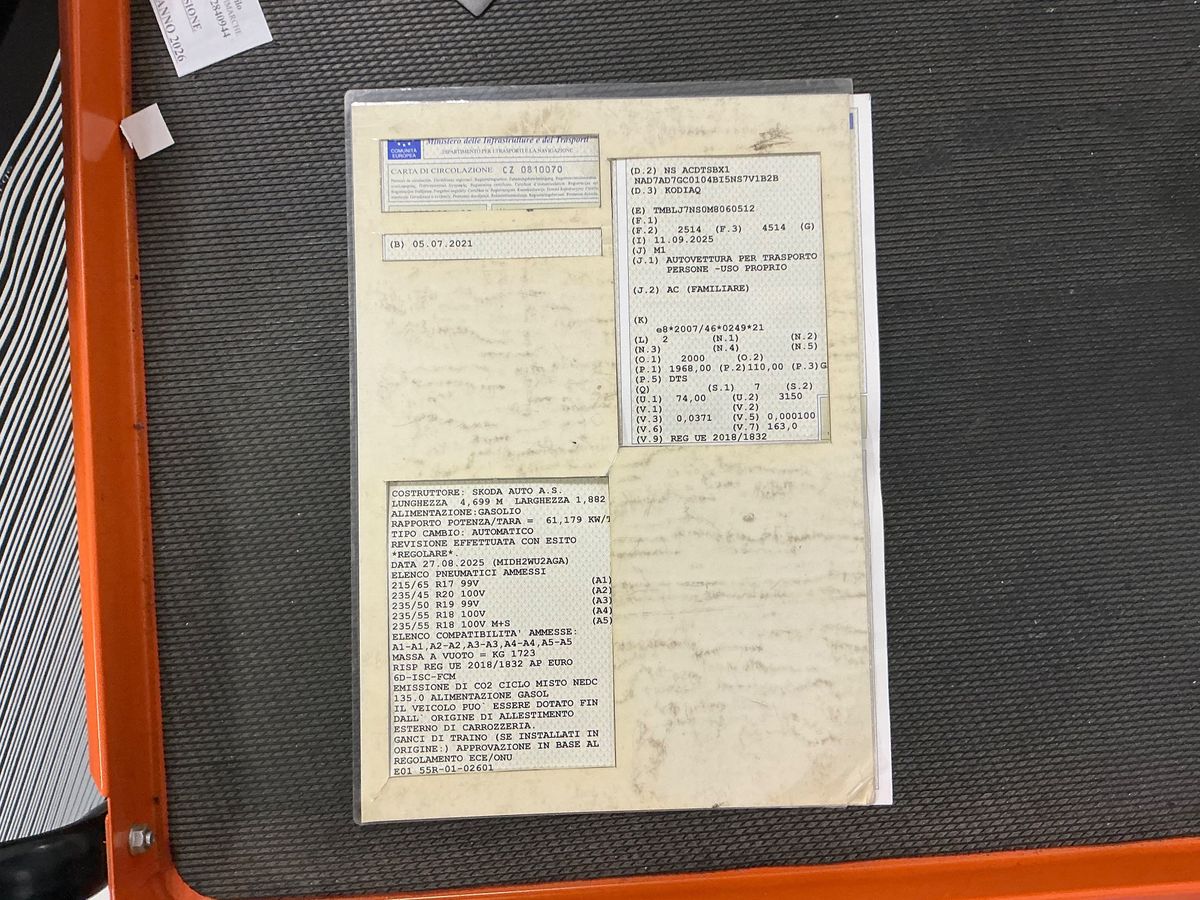 2840944
SIONE
ANNO 2026
COMUNITÀ
EUROPEA
Ministero delle Infrastrutture e dei Trasporti
DIPARTIMENTO PER I TRASPORTI E LA NAVIGAZIONE
CARTA DI CIRCOLAZIONE CZ 0810070
(B) 05.07.2021
(D.2) NS ACDTSBX1
NAD7AD7GC0104BI5NS7V1B2B
(D.3) KODIAQ
(E) TMBLJ7NS0M8060512
(F.1)
(F.2) 2514 (F.3) 4514 (G)
(I) 11.09.2025
(J) M1
(J.1) AUTOVETTURA PER TRASPORTO
PERSONE -USO PROPRIO
(J.2) AC (FAMILIARE)
(K)
e8*2007/46*0249*21
(L) 2 (N.1) (N.2)
(N.3) (N.4) (N.5)
(O.1) 2000 (O.2)
(P.1) 1968,00 (P.2)110,00 (P.3)G
(P.5) DTS
(Q) (S.1) 7 (S.2)
(U.1) 74,00 (U.2) 3150
(V.1) (V.2)
(V.3) 0,0371 (V.5) 0,000100
(V.6) (V.7) 163,0
(V.9) REG UE 2018/1832
COSTRUTTORE: SKODA AUTO A.S.
LUNGHEZZA 4,699 M LARGHEZZA 1,882
ALIMENTAZIONE:GASOLIO
RAPPORTO POTENZA/TARA = 61,179 KW/T
TIPO CAMBIO: AUTOMATICO
REVISIONE EFFETTUATA CON ESITO
*REGOLARE*.
DATA 27.08.2025 (MIDH2WU2AGA)
ELENCO PNEUMATICI AMMESSI
215/65 R17 99V (A1)
235/45 R20 100V (A2)
235/50 R19 99V (A3)
235/55 R18 100V (A4)
235/55 R18 100V M+S (A5)
ELENCO COMPATIBILITA' AMMESSE:
A1-A1,A2-A2,A3-A3,A4-A4,A5-A5
MASSA A VUOTO = KG 1723
RISP REG UE 2018/1832 AP EURO
6D-ISC-FCM
EMISSIONE DI CO2 CICLO MISTO NEDC
135.0 ALIMENTAZIONE GASOL
IL VEICOLO PUO` ESSERE DOTATO FIN
DALL` ORIGINE DI ALLESTIMENTO
ESTERNO DI CARROZZERIA.
GANCI DI TRAINO (SE INSTALLATI IN
ORIGINE:) APPROVAZIONE IN BASE AL
REGOLAMENTO ECE/ONU
E01 55R-01-02601